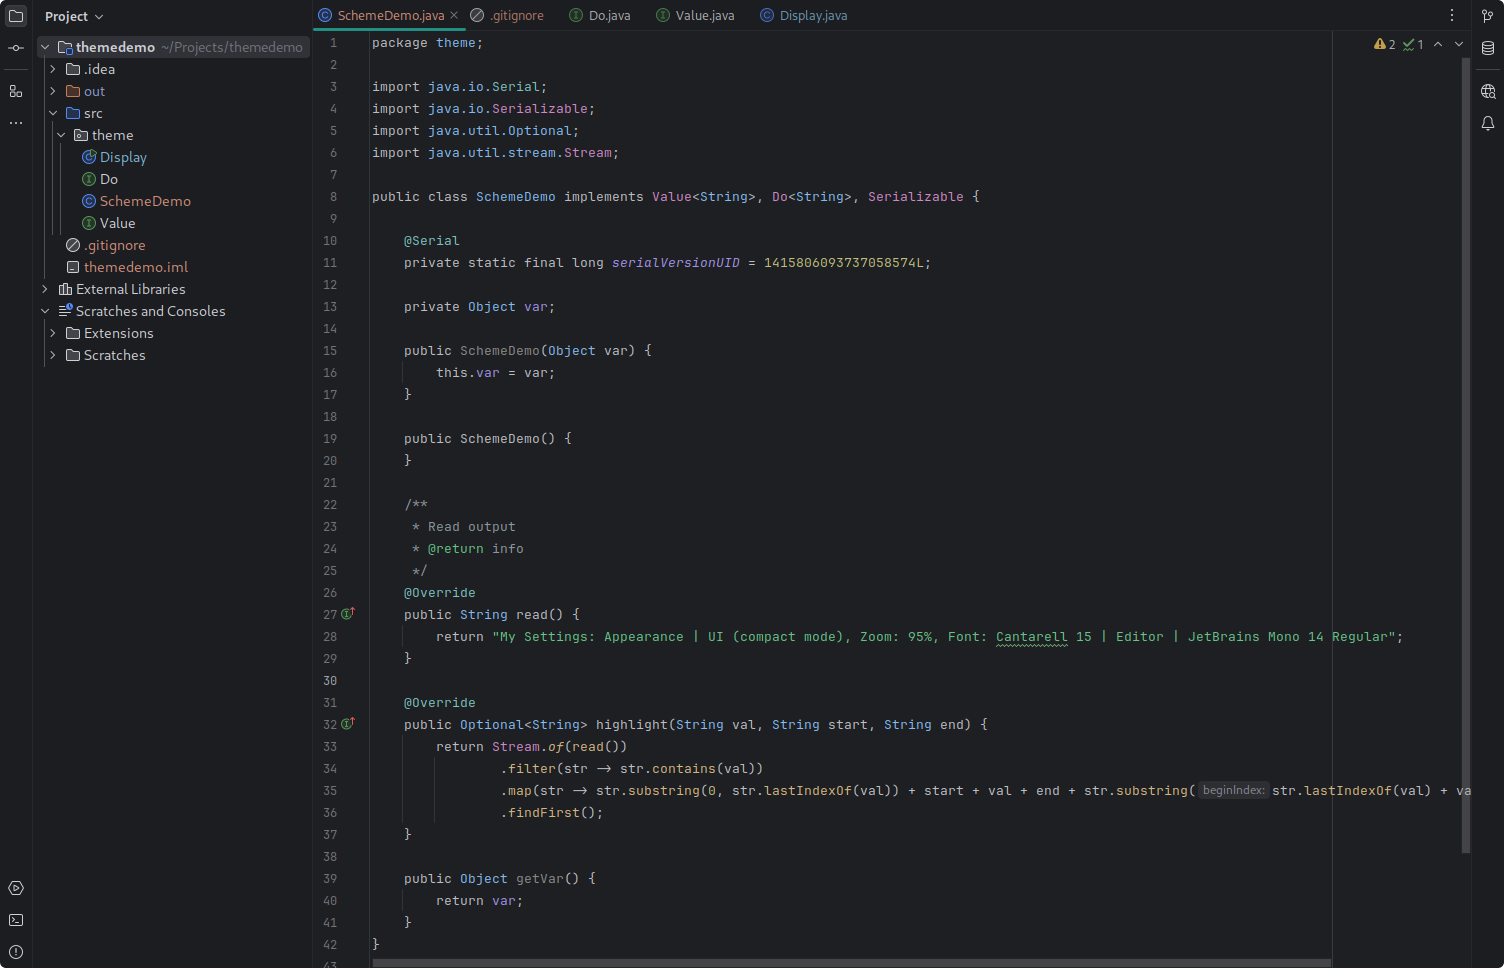 Project
SchemeDemo.java
.gitignore
Do.java
Value.java
Display.java
themedemo ~/Projects/themedemo
.idea
out
src
theme
Display
Do
SchemeDemo
Value
.gitignore
themedemo.iml
External Libraries
Scratches and Consoles
Extensions
Scratches
2 1
1 package theme;
2
3 import java.io.Serial;
4 import java.io.Serializable;
5 import java.util.Optional;
6 import java.util.stream.Stream;
7
8 public class SchemeDemo implements Value<String>, Do<String>, Serializable {
9
10 @Serial
11 private static final long serialVersionUID = 1415806093737058574L;
12
13 private Object var;
14
15 public SchemeDemo(Object var) {
16 this.var = var;
17 }
18
19 public SchemeDemo() {
20 }
21
22 /**
23 * Read output
24 * @return info
25 */
26 @Override
27 public String read() {
28 return "My Settings: Appearance | UI (compact mode), Zoom: 95%, Font: Cantarell 15 | Editor | JetBrains Mono 14 Regular";
29 }
30
31 @Override
32 public Optional<String> highlight(String val, String start, String end) {
33 return Stream.of(read())
34 .filter(str -> str.contains(val))
35 .map(str -> str.substring(0, str.lastIndexOf(val)) + start + val + end + str.substring( beginIndex: str.lastIndexOf(val) + va
36 .findFirst();
37 }
38
39 public Object getVar() {
40 return var;
41 }
42 }
43